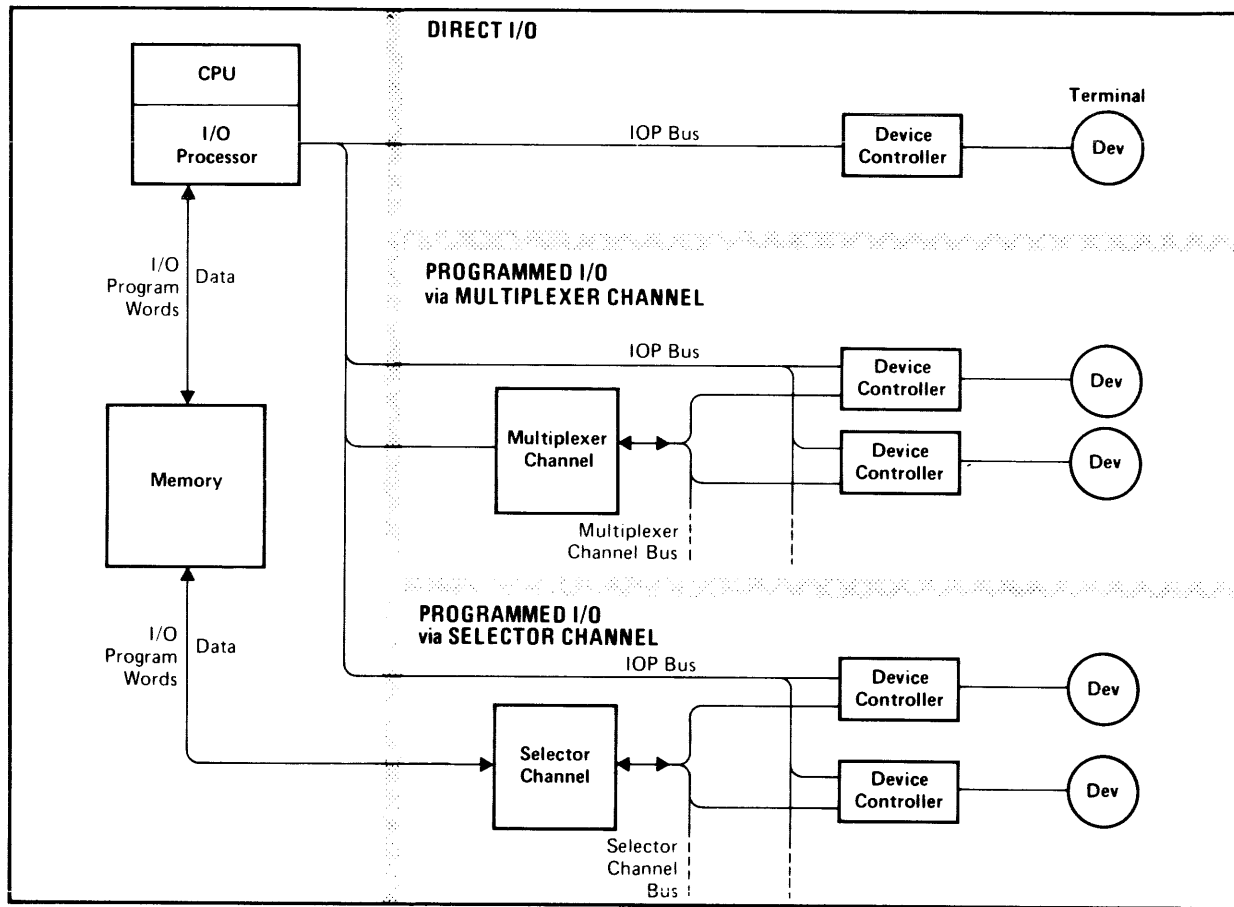 CPU
I/O
Processor
I/O
Program
Words
Data
Memory
I/O
Program
Words
Data
DIRECT I/O
IOP Bus
Device
Controller
Terminal
Dev
PROGRAMMED I/O
via MULTIPLEXER CHANNEL
IOP Bus
Multiplexer
Channel
Multiplexer
Channel Bus
Device
Controller
Dev
Device
Controller
Dev
PROGRAMMED I/O
via SELECTOR CHANNEL
IOP Bus
Selector
Channel
Selector
Channel
Bus
Device
Controller
Dev
Device
Controller
Dev